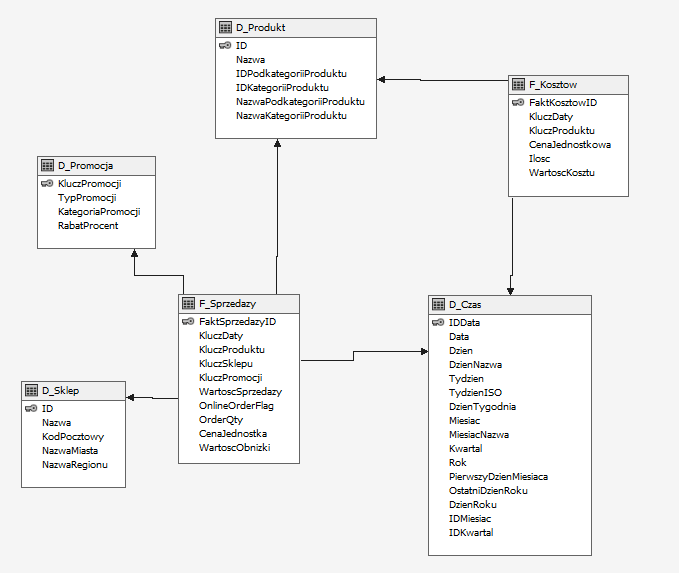 D_Produkt
ID
Nazwa
IDPodkategoriiProduktu
IDKategoriiProduktu
NazwaPodkategoriiProduktu
NazwaKategoriiProduktu
F_Kosztow
FaktKosztowID
KluczDaty
KluczProduktu
CenaJednostkowa
Ilosc
WartoscKosztu
D_Promocja
KluczPromocji
TypPromocji
KategoriaPromocji
RabatProcent
F_Sprzedazy
FaktSprzedazyID
KluczDaty
KluczProduktu
KluczSklepu
KluczPromocji
WartoscSprzedazy
OnlineOrderFlag
OrderQty
CenaJednostka
WartoscObnizki
D_Czas
IDData
Data
Dzien
DzienNazwa
Tydzien
TydzienISO
DzienTygodnia
Miesiac
MiesiacNazwa
Kwartal
Rok
PierwszyDzienMiesiaca
OstatniDzienRoku
DzienRoku
IDMiesiac
IDKwartal
D_Sklep
ID
Nazwa
KodPocztowy
NazwaMiasta
NazwaRegionu